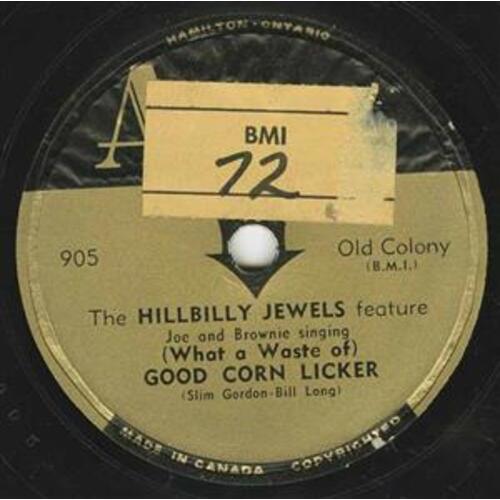 HAMILTON - ONTARIO
A
BMI
72
905
Old Colony
(B.M.I.)
The HILLBILLY JEWELS feature
Joe and Brownie singing
(What a Waste of)
GOOD CORN LICKER
(Slim Gordon-Bill Long)
MADE IN CANADA COPYRIGHTED